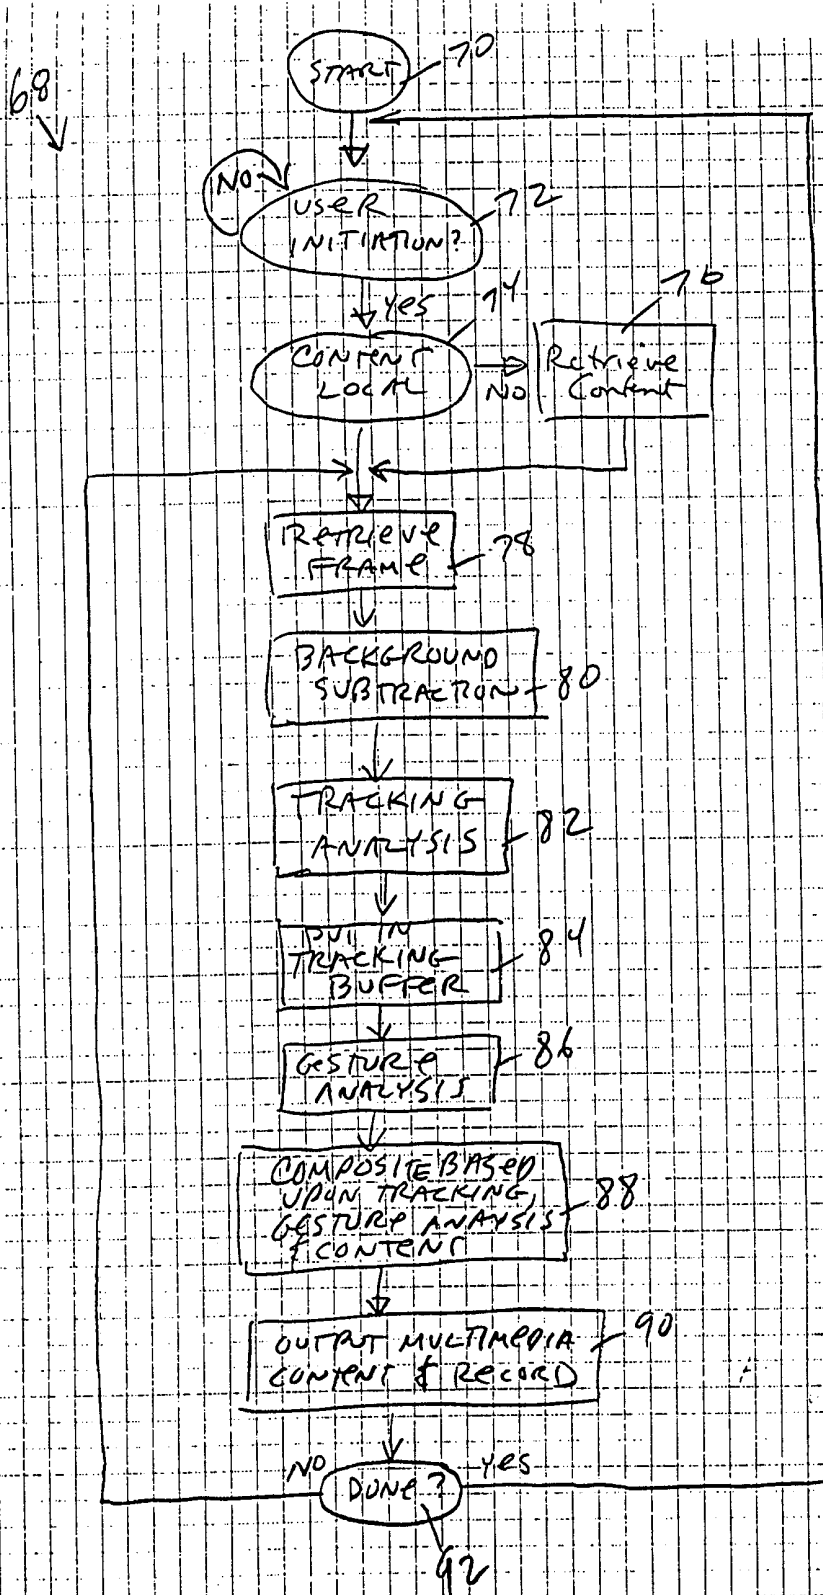 68
START
70
NO
USER
INITIATION?
72
Yes
74
CONTENT
LOCAL
NO
76
Retrieve
Content
Retrieve
FRAME
78
BACKGROUND
SUBTRACTION
80
TRACKING
ANALYSIS
82
PUT IN
TRACKING
BUFFER
84
GESTURE
ANALYSIS
86
COMPOSITE BASED
UPON TRACKING,
GESTURE ANAYSIS
& CONTENT
88
OUTPUT MULTIMEDIA
CONTENT & RECORD
90
NO
DONE?
yes
92